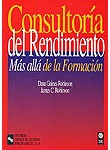 Consultoría
del Rendimiento
Más allá de la Formación
Dana Gaines Robinson
James C. Robinson